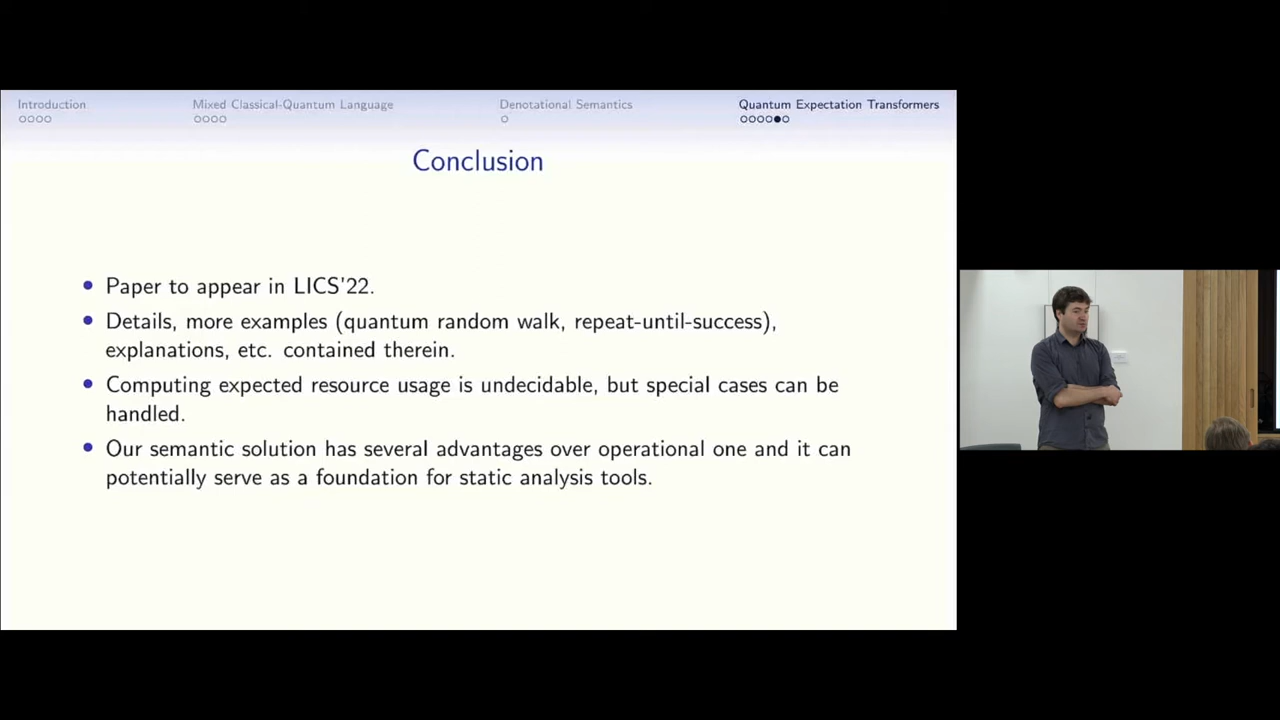 Introduction
Mixed Classical-Quantum Language
Denotational Semantics
Quantum Expectation Transformers
Conclusion
• Paper to appear in LICS'22.
• Details, more examples (quantum random walk, repeat-until-success),
explanations, etc. contained therein.
• Computing expected resource usage is undecidable, but special cases can be
handled.
• Our semantic solution has several advantages over operational one and it can
potentially serve as a foundation for static analysis tools.